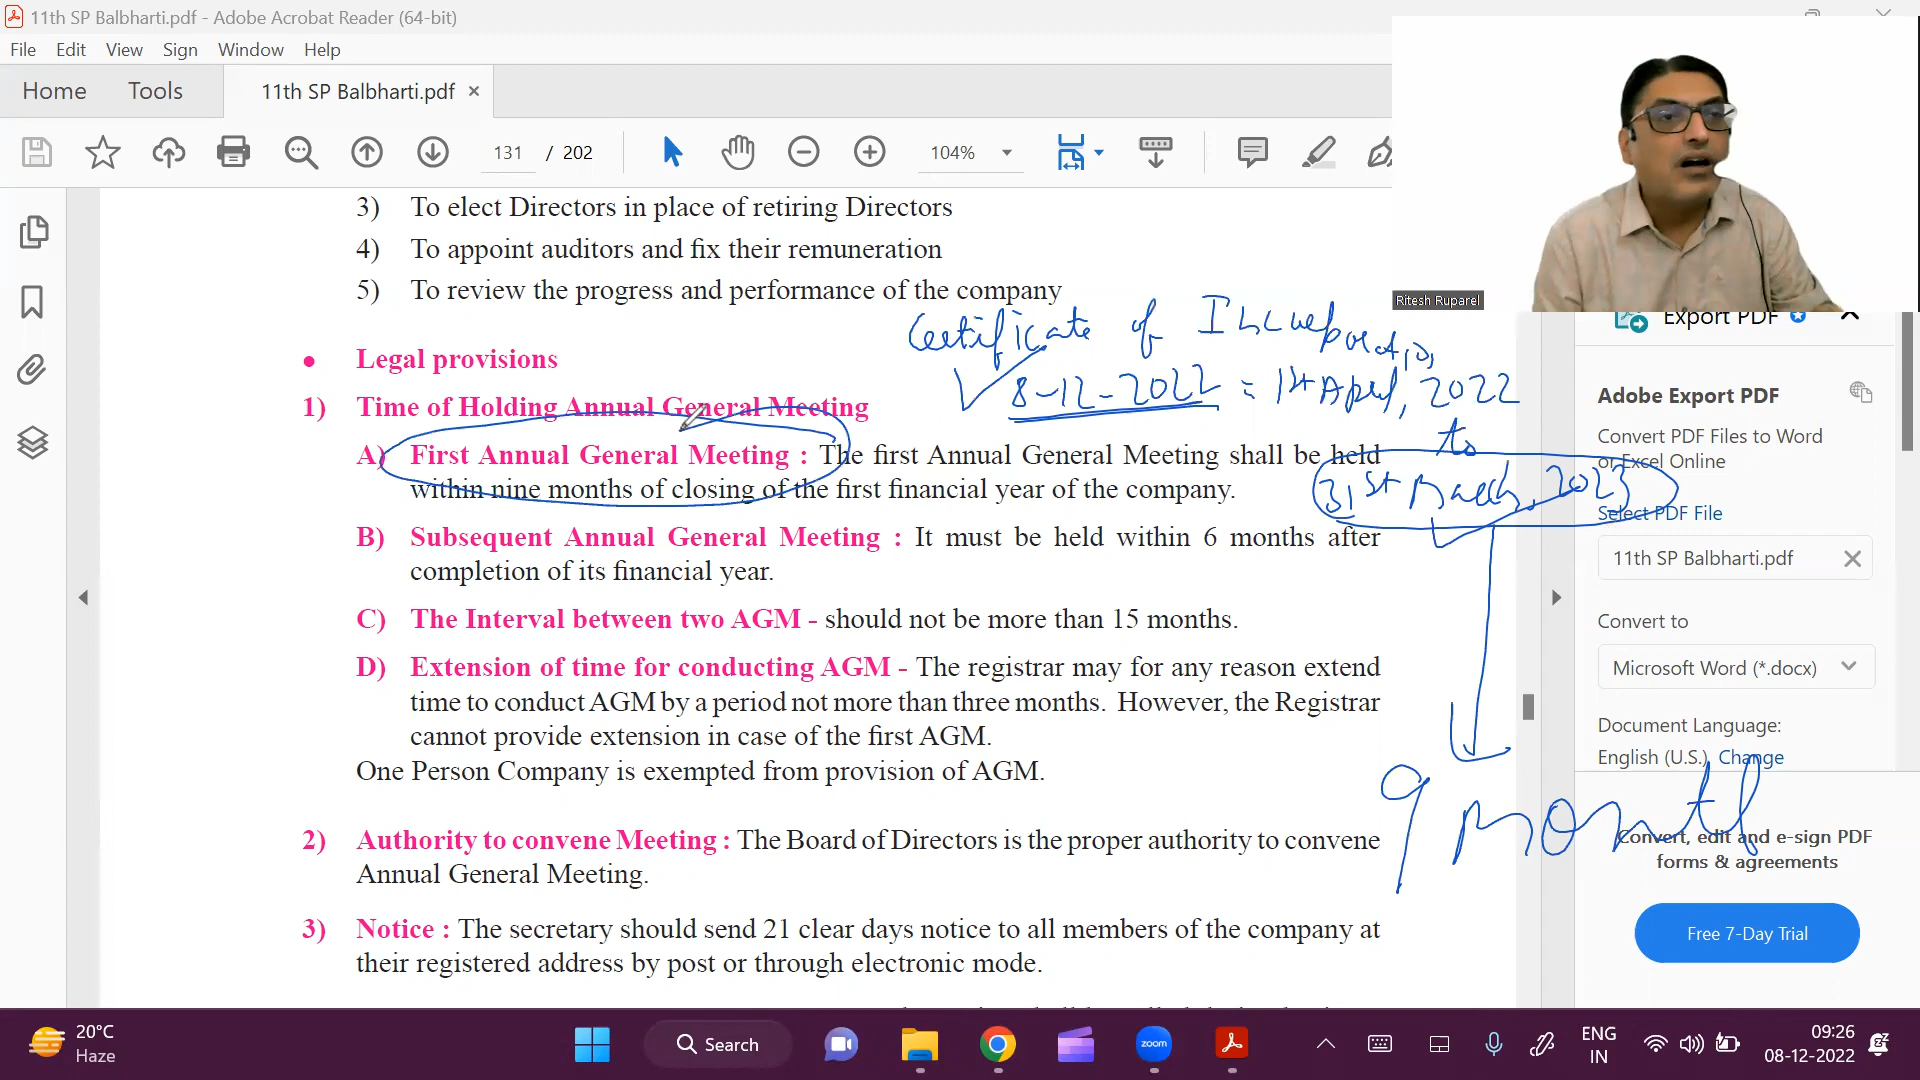 11th SP Balbharti.pdf - Adobe Acrobat Reader (64-bit)
File Edit View Sign Window Help
Home Tools 11th SP Balbharti.pdf ×
131 / 202 104%
3) To elect Directors in place of retiring Directors
4) To appoint auditors and fix their remuneration
5) To review the progress and performance of the company
Ritesh Ruparel
Certificate of
8-12-2022 = 1st April, 2022
to
31st March, 2023
9 month
• Legal provisions
1) Time of Holding Annual General Meeting
A) First Annual General Meeting : The first Annual General Meeting shall be held
within nine months of closing of the first financial year of the company.
B) Subsequent Annual General Meeting : It must be held within 6 months after
completion of its financial year.
C) The Interval between two AGM - should not be more than 15 months.
D) Extension of time for conducting AGM - The registrar may for any reason extend
time to conduct AGM by a period not more than three months. However, the Registrar
cannot provide extension in case of the first AGM.
One Person Company is exempted from provision of AGM.
2) Authority to convene Meeting : The Board of Directors is the proper authority to convene
Annual General Meeting.
3) Notice : The secretary should send 21 clear days notice to all members of the company at
their registered address by post or through electronic mode.
Export PDF
Adobe Export PDF
Convert PDF Files to Word
or Excel Online
Select PDF File
11th SP Balbharti.pdf
Convert to
Microsoft Word (*.docx)
Document Language:
English (U.S.) Change
Convert, edit and e-sign PDF
forms & agreements
Free 7-Day Trial
20°C
Haze
Search
zoom
ENG
IN
09:26
08-12-2022